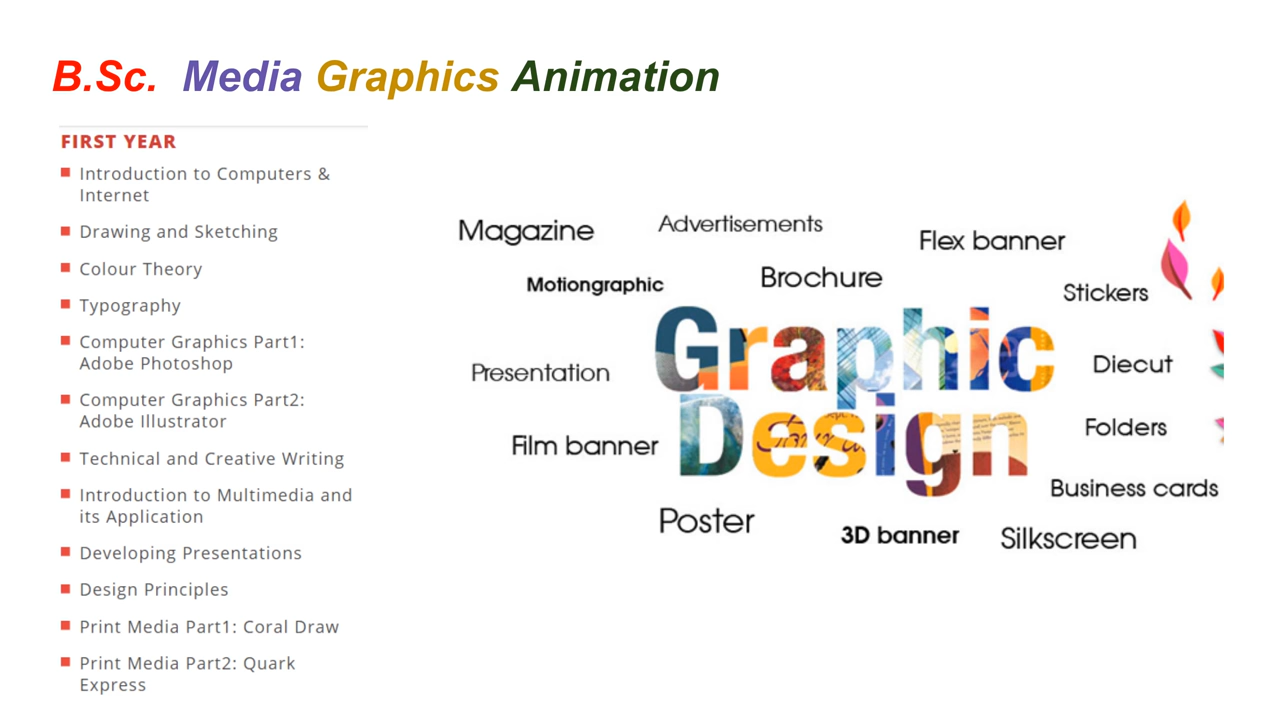 B.Sc. Media Graphics Animation
FIRST YEAR
Introduction to Computers &
Internet
Drawing and Sketching
Colour Theory
Typography
Computer Graphics Part1:
Adobe Photoshop
Computer Graphics Part2:
Adobe Illustrator
Technical and Creative Writing
Introduction to Multimedia and
its Application
Developing Presentations
Design Principles
Print Media Part1: Coral Draw
Print Media Part2: Quark
Express
Magazine
Advertisements
Flex banner
Motiongraphic
Brochure
Stickers
Graphic
Design
Presentation
Diecut
Film banner
Folders
Business cards
Poster
3D banner
Silkscreen